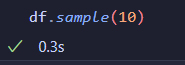 df.sample(10)
✓ 0.3s